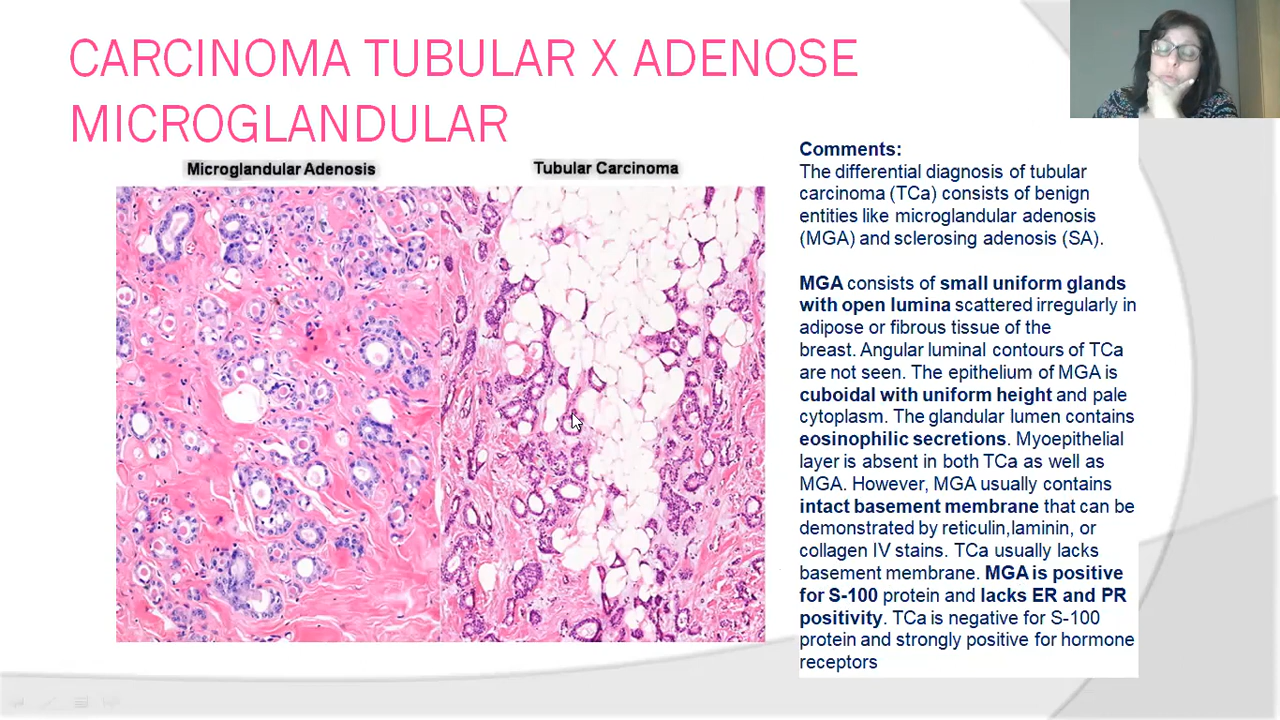 CARCINOMA TUBULAR X ADENOSE
MICROGLANDULAR
Microglandular Adenosis
Tubular Carcinoma
Comments:
The differential diagnosis of tubular
carcinoma (TCa) consists of benign
entities like microglandular adenosis
(MGA) and sclerosing adenosis (SA).
MGA consists of small uniform glands
with open lumina scattered irregularly in
adipose or fibrous tissue of the
breast. Angular luminal contours of TCa
are not seen. The epithelium of MGA is
cuboidal with uniform height and pale
cytoplasm. The glandular lumen contains
eosinophilic secretions. Myoepithelial
layer is absent in both TCa as well as
MGA. However, MGA usually contains
intact basement membrane that can be
demonstrated by reticulin,laminin, or
collagen IV stains. TCa usually lacks
basement membrane. MGA is positive
for S-100 protein and lacks ER and PR
positivity. TCa is negative for S-100
protein and strongly positive for hormone
receptors